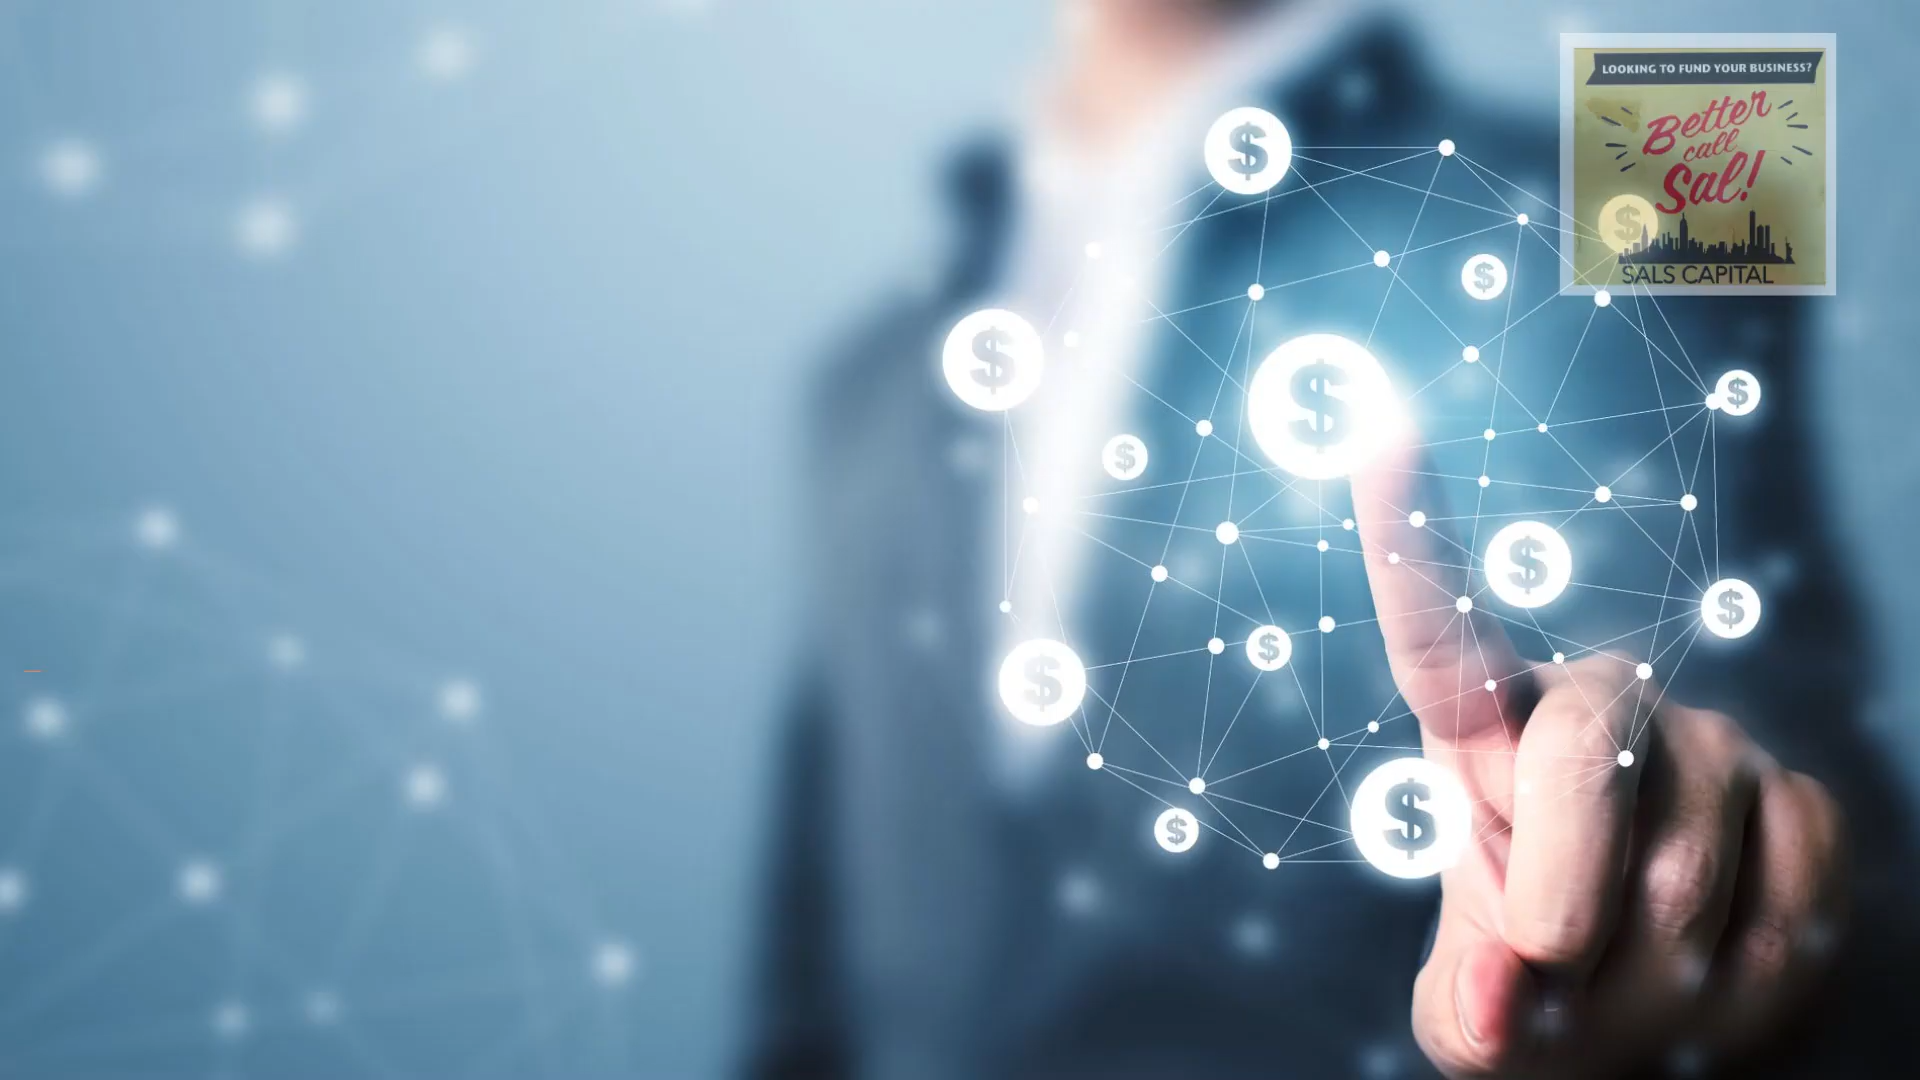 LOOKING TO FUND YOUR BUSINESS?
Better
call
Sal!
SALS CAPITAL